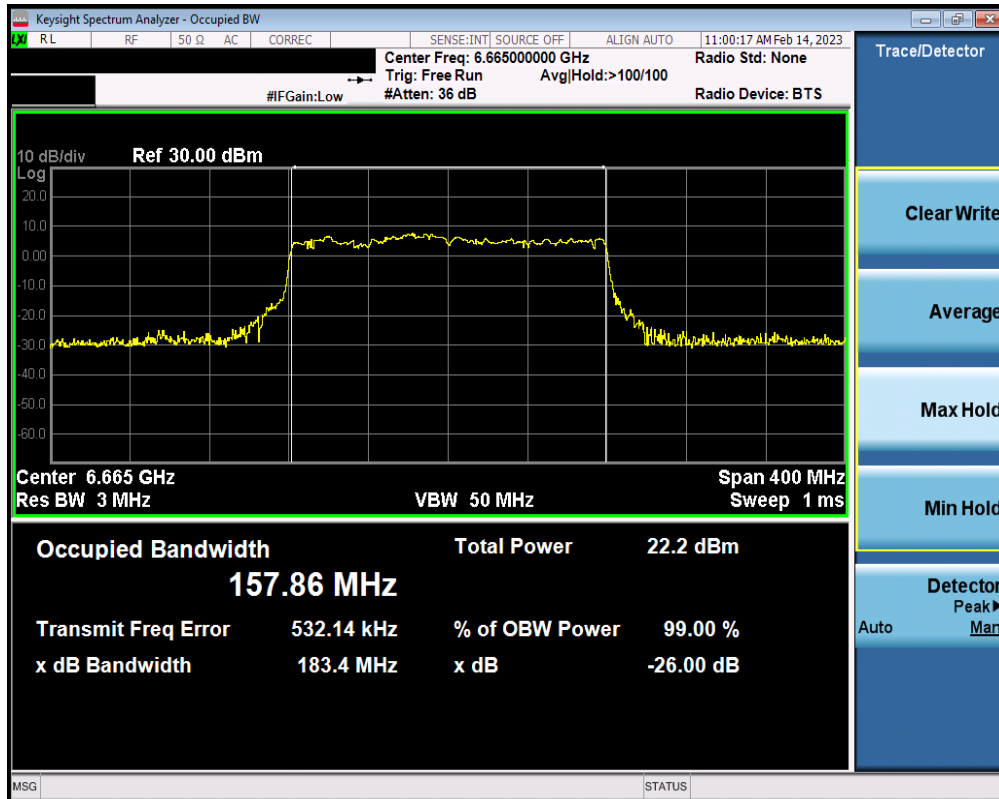 Keysight Spectrum Analyzer - Occupied BW
LXI RL RF 50 Ω AC CORREC SENSE:INT SOURCE OFF ALIGN AUTO 11:00:17 AM Feb 14, 2023
Center Freq: 6.665000000 GHz Radio Std: None
Trig: Free Run Avg|Hold:>100/100
#IFGain:Low #Atten: 36 dB Radio Device: BTS
10 dB/div Ref 30.00 dBm
Log
20.0
10.0
0.00
-10.0
-20.0
-30.0
-40.0
-50.0
-60.0
Center 6.665 GHz Span 400 MHz
Res BW 3 MHz VBW 50 MHz Sweep 1 ms
Occupied Bandwidth Total Power 22.2 dBm
157.86 MHz
Transmit Freq Error 532.14 kHz % of OBW Power 99.00 %
x dB Bandwidth 183.4 MHz x dB -26.00 dB
MSG STATUS
Trace/Detector
Clear Write
Average
Max Hold
Min Hold
Detector
Peak▶
Auto Man